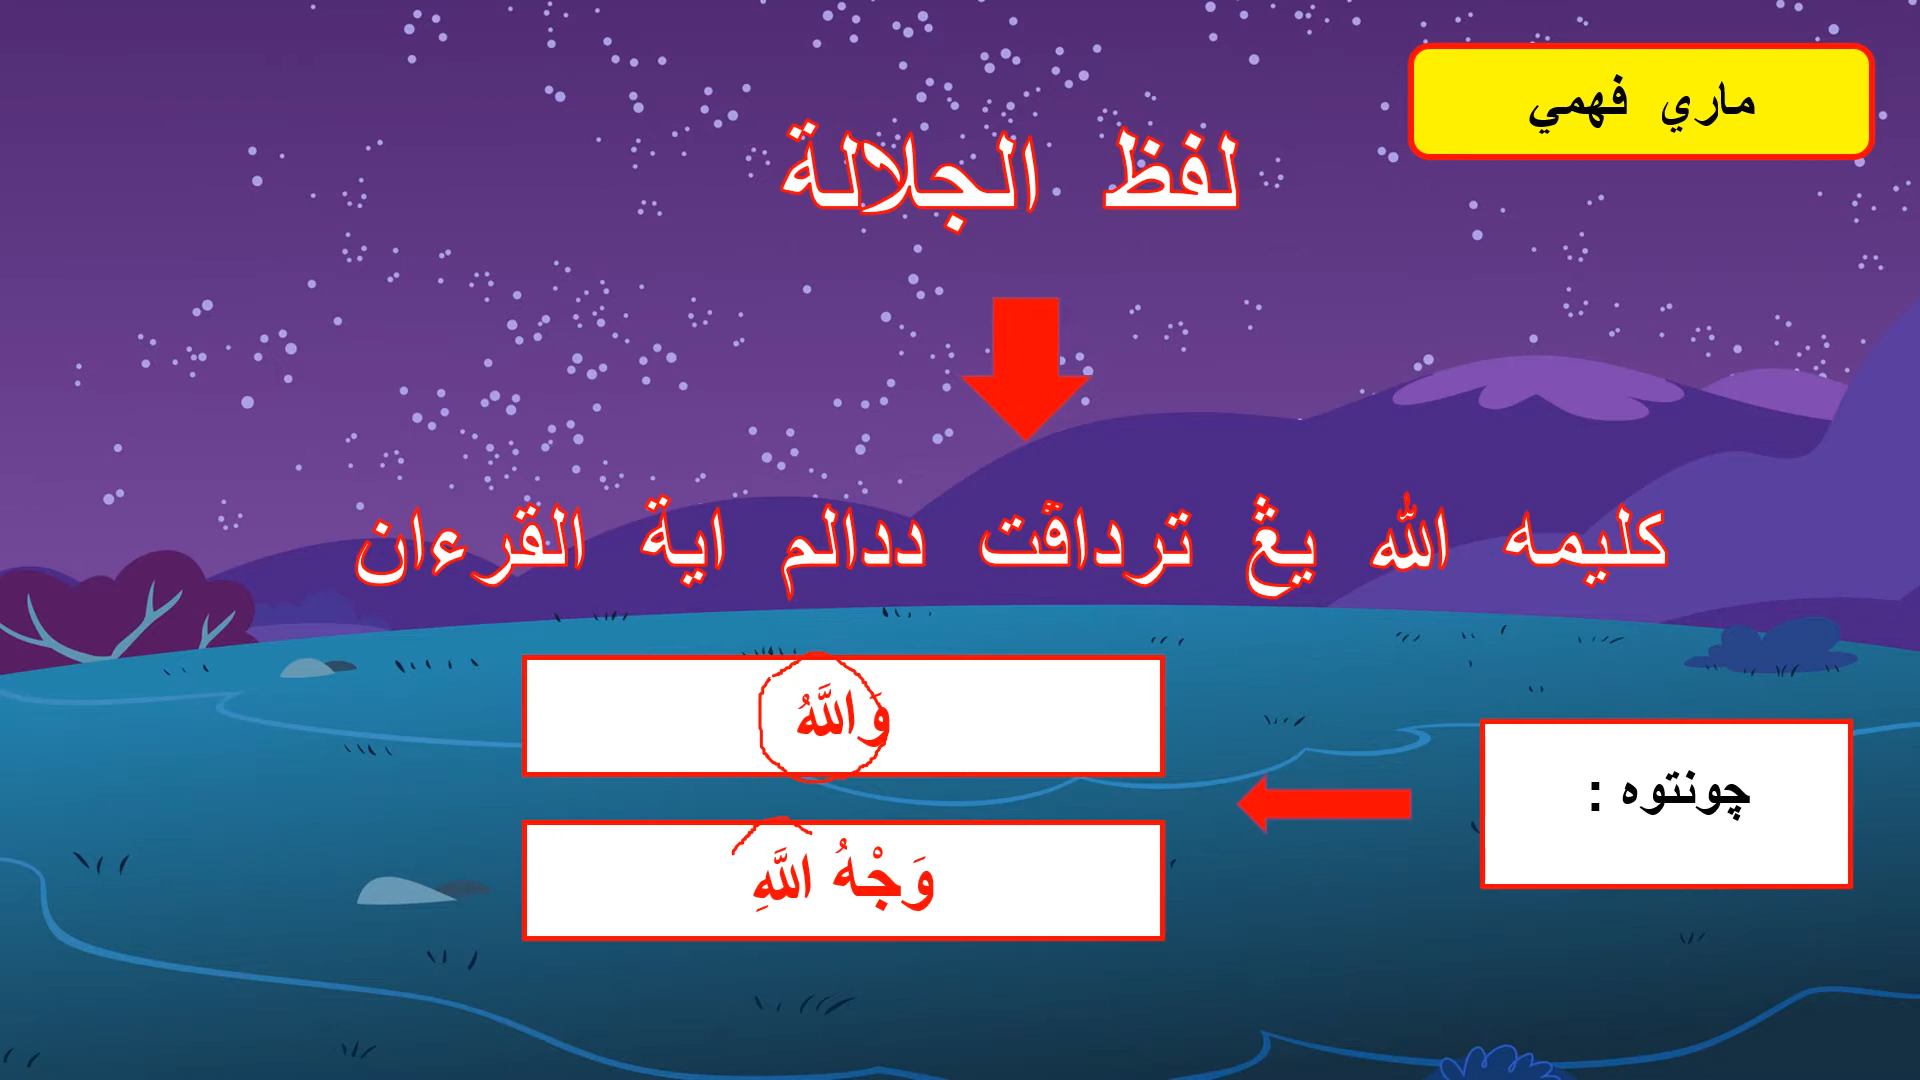 ماري فهمي
لفظ الجلالة
كليمه الله يڠ ترداڤت ددالم اية القرءان
وَاللَّهُ
چونتوه :
وَجْهُ اللَّهِ